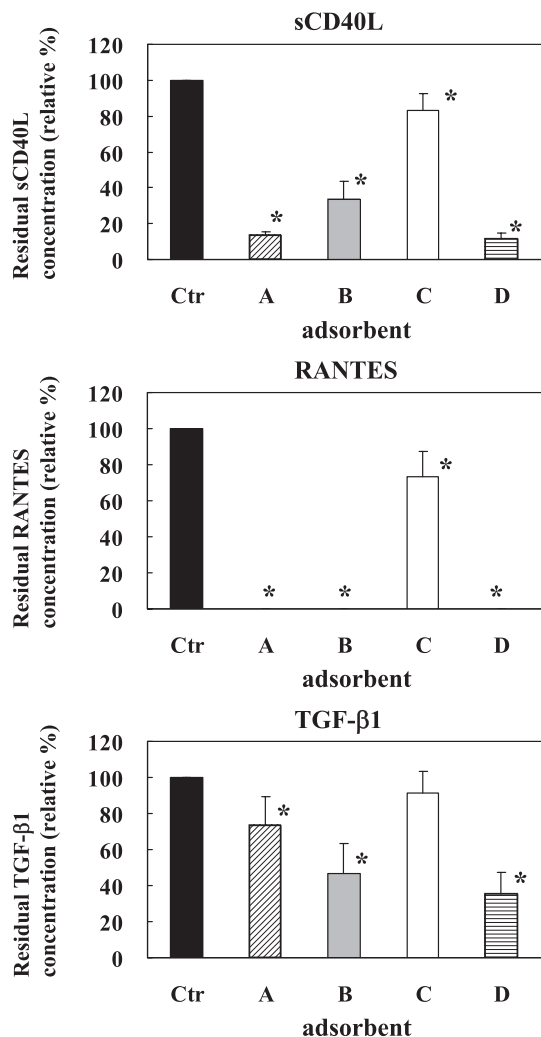 sCD40L
Residual sCD40L
concentration (relative %)
120
100
80
60
40
20
0
*
*
*
*
Ctr A B C D
adsorbent
RANTES
Residual RANTES
concentration (relative %)
120
100
80
60
40
20
0
*
* * *
Ctr A B C D
adsorbent
TGF-β1
Residual TGF-β1
concentration (relative %)
120
100
80
60
40
20
0
*
*
*
Ctr A B C D
adsorbent